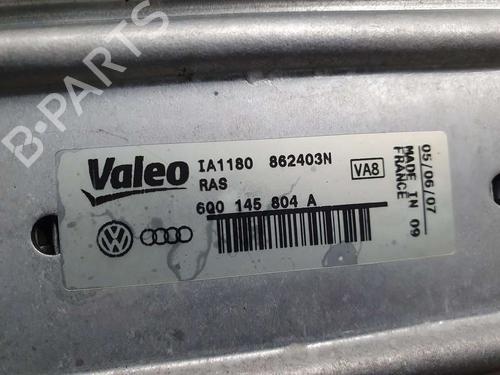 B-PARTS
Valeo
IA1180 862403N
RAS
VA8
6Q0 145 804 A
05/06/07
MADE IN 09
FRANCE